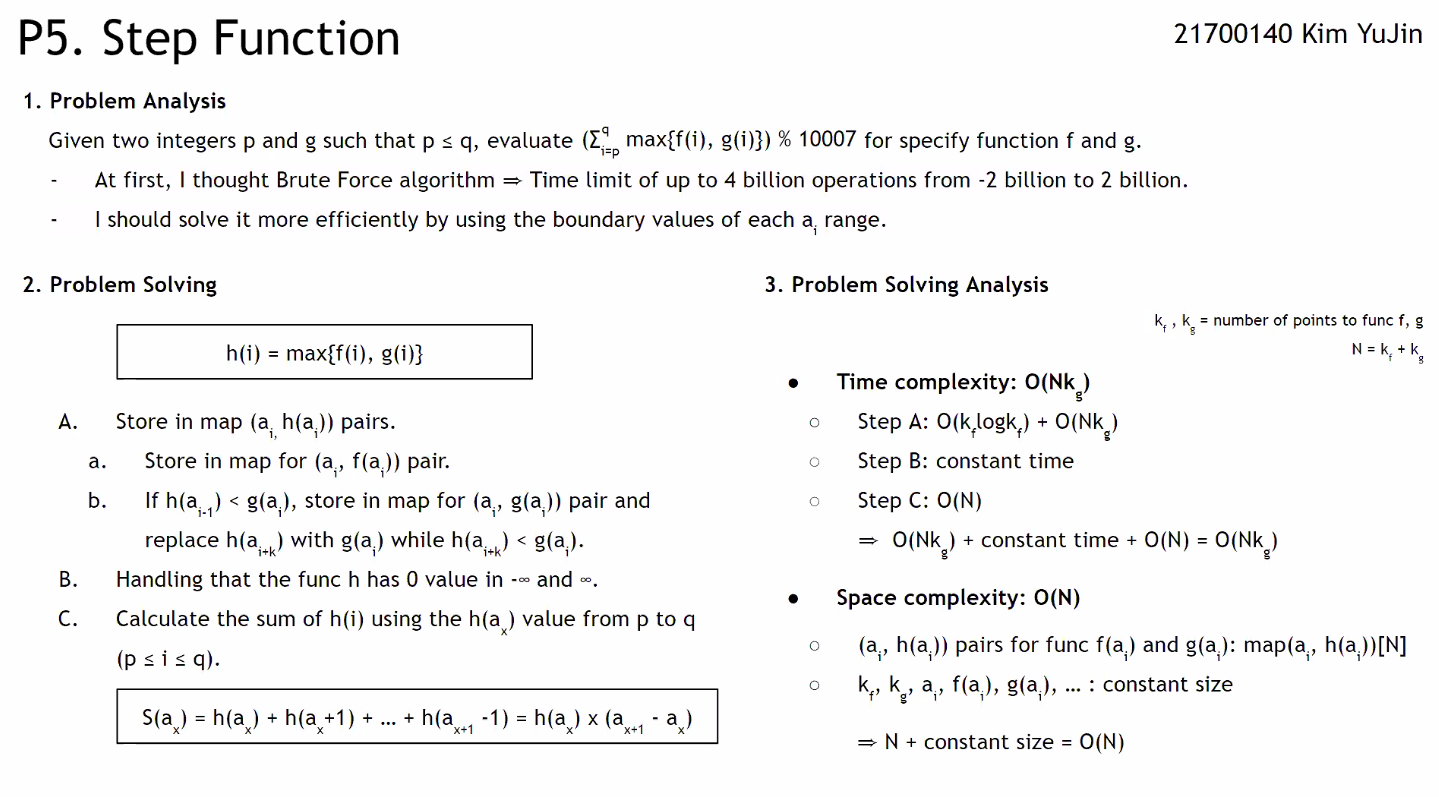 P5. Step Function
21700140 Kim YuJin
1. Problem Analysis
Given two integers p and g such that p ≤ q, evaluate (Σ^q_{i=p} max{f(i), g(i)}) % 10007 for specify function f and g.
- At first, I thought Brute Force algorithm ⇒ Time limit of up to 4 billion operations from -2 billion to 2 billion.
- I should solve it more efficiently by using the boundary values of each a_i range.
2. Problem Solving
h(i) = max{f(i), g(i)}
A. Store in map (a_i, h(a_i)) pairs.
a. Store in map for (a_i, f(a_i)) pair.
b. If h(a_{i-1}) < g(a_i), store in map for (a_i, g(a_i)) pair and
replace h(a_{i+k}) with g(a_i) while h(a_{i+k}) < g(a_i).
B. Handling that the func h has 0 value in -∞ and ∞.
C. Calculate the sum of h(i) using the h(a_x) value from p to q
(p ≤ i ≤ q).
S(a_x) = h(a_x) + h(a_x+1) + ... + h(a_{x+1} -1) = h(a_x) x (a_{x+1} - a_x)
3. Problem Solving Analysis
k_f , k_g = number of points to func f, g
N = k_f + k_g
● Time complexity: O(Nk_g)
○ Step A: O(k_f logk_f) + O(Nk_g)
○ Step B: constant time
○ Step C: O(N)
⇒ O(Nk_g) + constant time + O(N) = O(Nk_g)
● Space complexity: O(N)
○ (a_i, h(a_i)) pairs for func f(a_i) and g(a_i): map(a_i, h(a_i))[N]
○ k_f, k_g, a_i, f(a_i), g(a_i), ... : constant size
⇒ N + constant size = O(N)